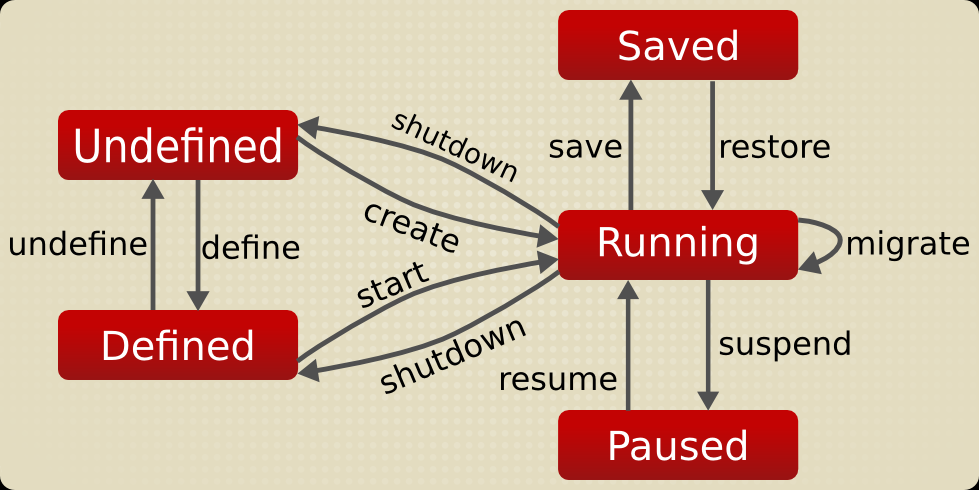 Saved
Undefined
shutdown
save
restore
create
Running
migrate
undefine
define
start
Defined
shutdown
resume
suspend
Paused